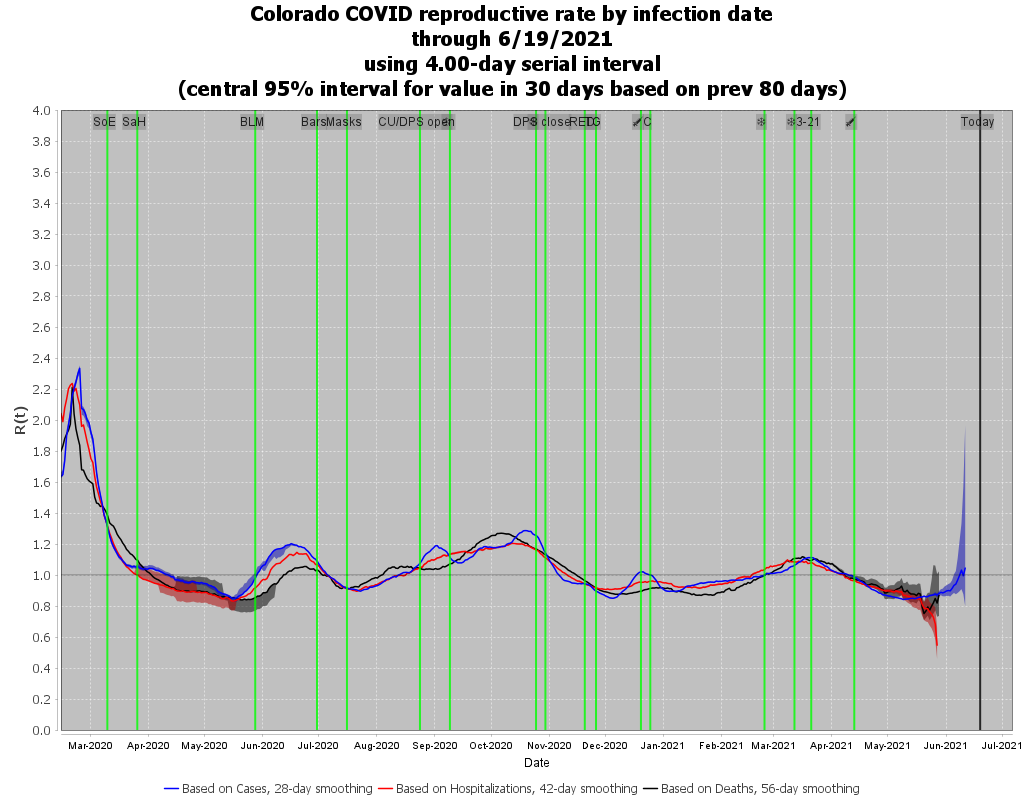 Colorado COVID reproductive rate by infection date
through 6/19/2021
using 4.00-day serial interval
(central 95% interval for value in 30 days based on prev 80 days)
SoE SaH BLM Bars Masks CU/DPS open DPS close C 3-21 Today
4.0
3.8
3.6
3.4
3.2
3.0
2.8
2.6
2.4
2.2
2.0
1.8
1.6
1.4
1.2
1.0
0.8
0.6
0.4
0.2
0.0
R(t)
Mar-2020 Apr-2020 May-2020 Jun-2020 Jul-2020 Aug-2020 Sep-2020 Oct-2020 Nov-2020 Dec-2020 Jan-2021 Feb-2021 Mar-2021 Apr-2021 May-2021 Jun-2021 Jul-2021
Date
Based on Cases, 28-day smoothing Based on Hospitalizations, 42-day smoothing Based on Deaths, 56-day smoothing